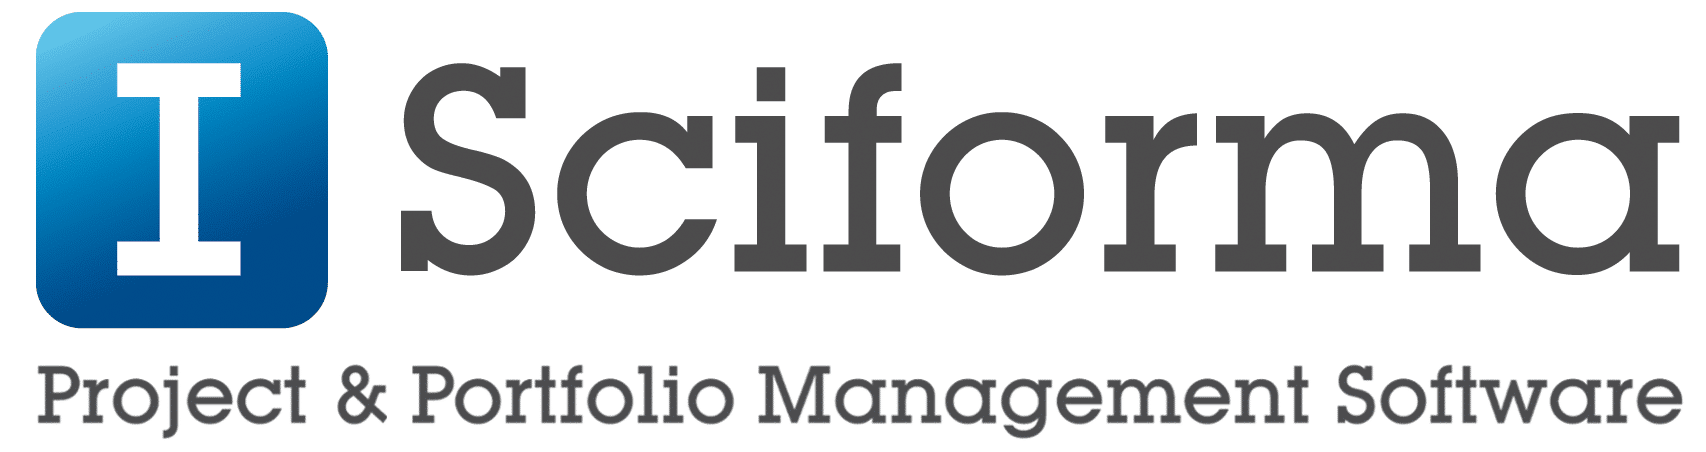 I Sciforma
Project & Portfolio Management Software